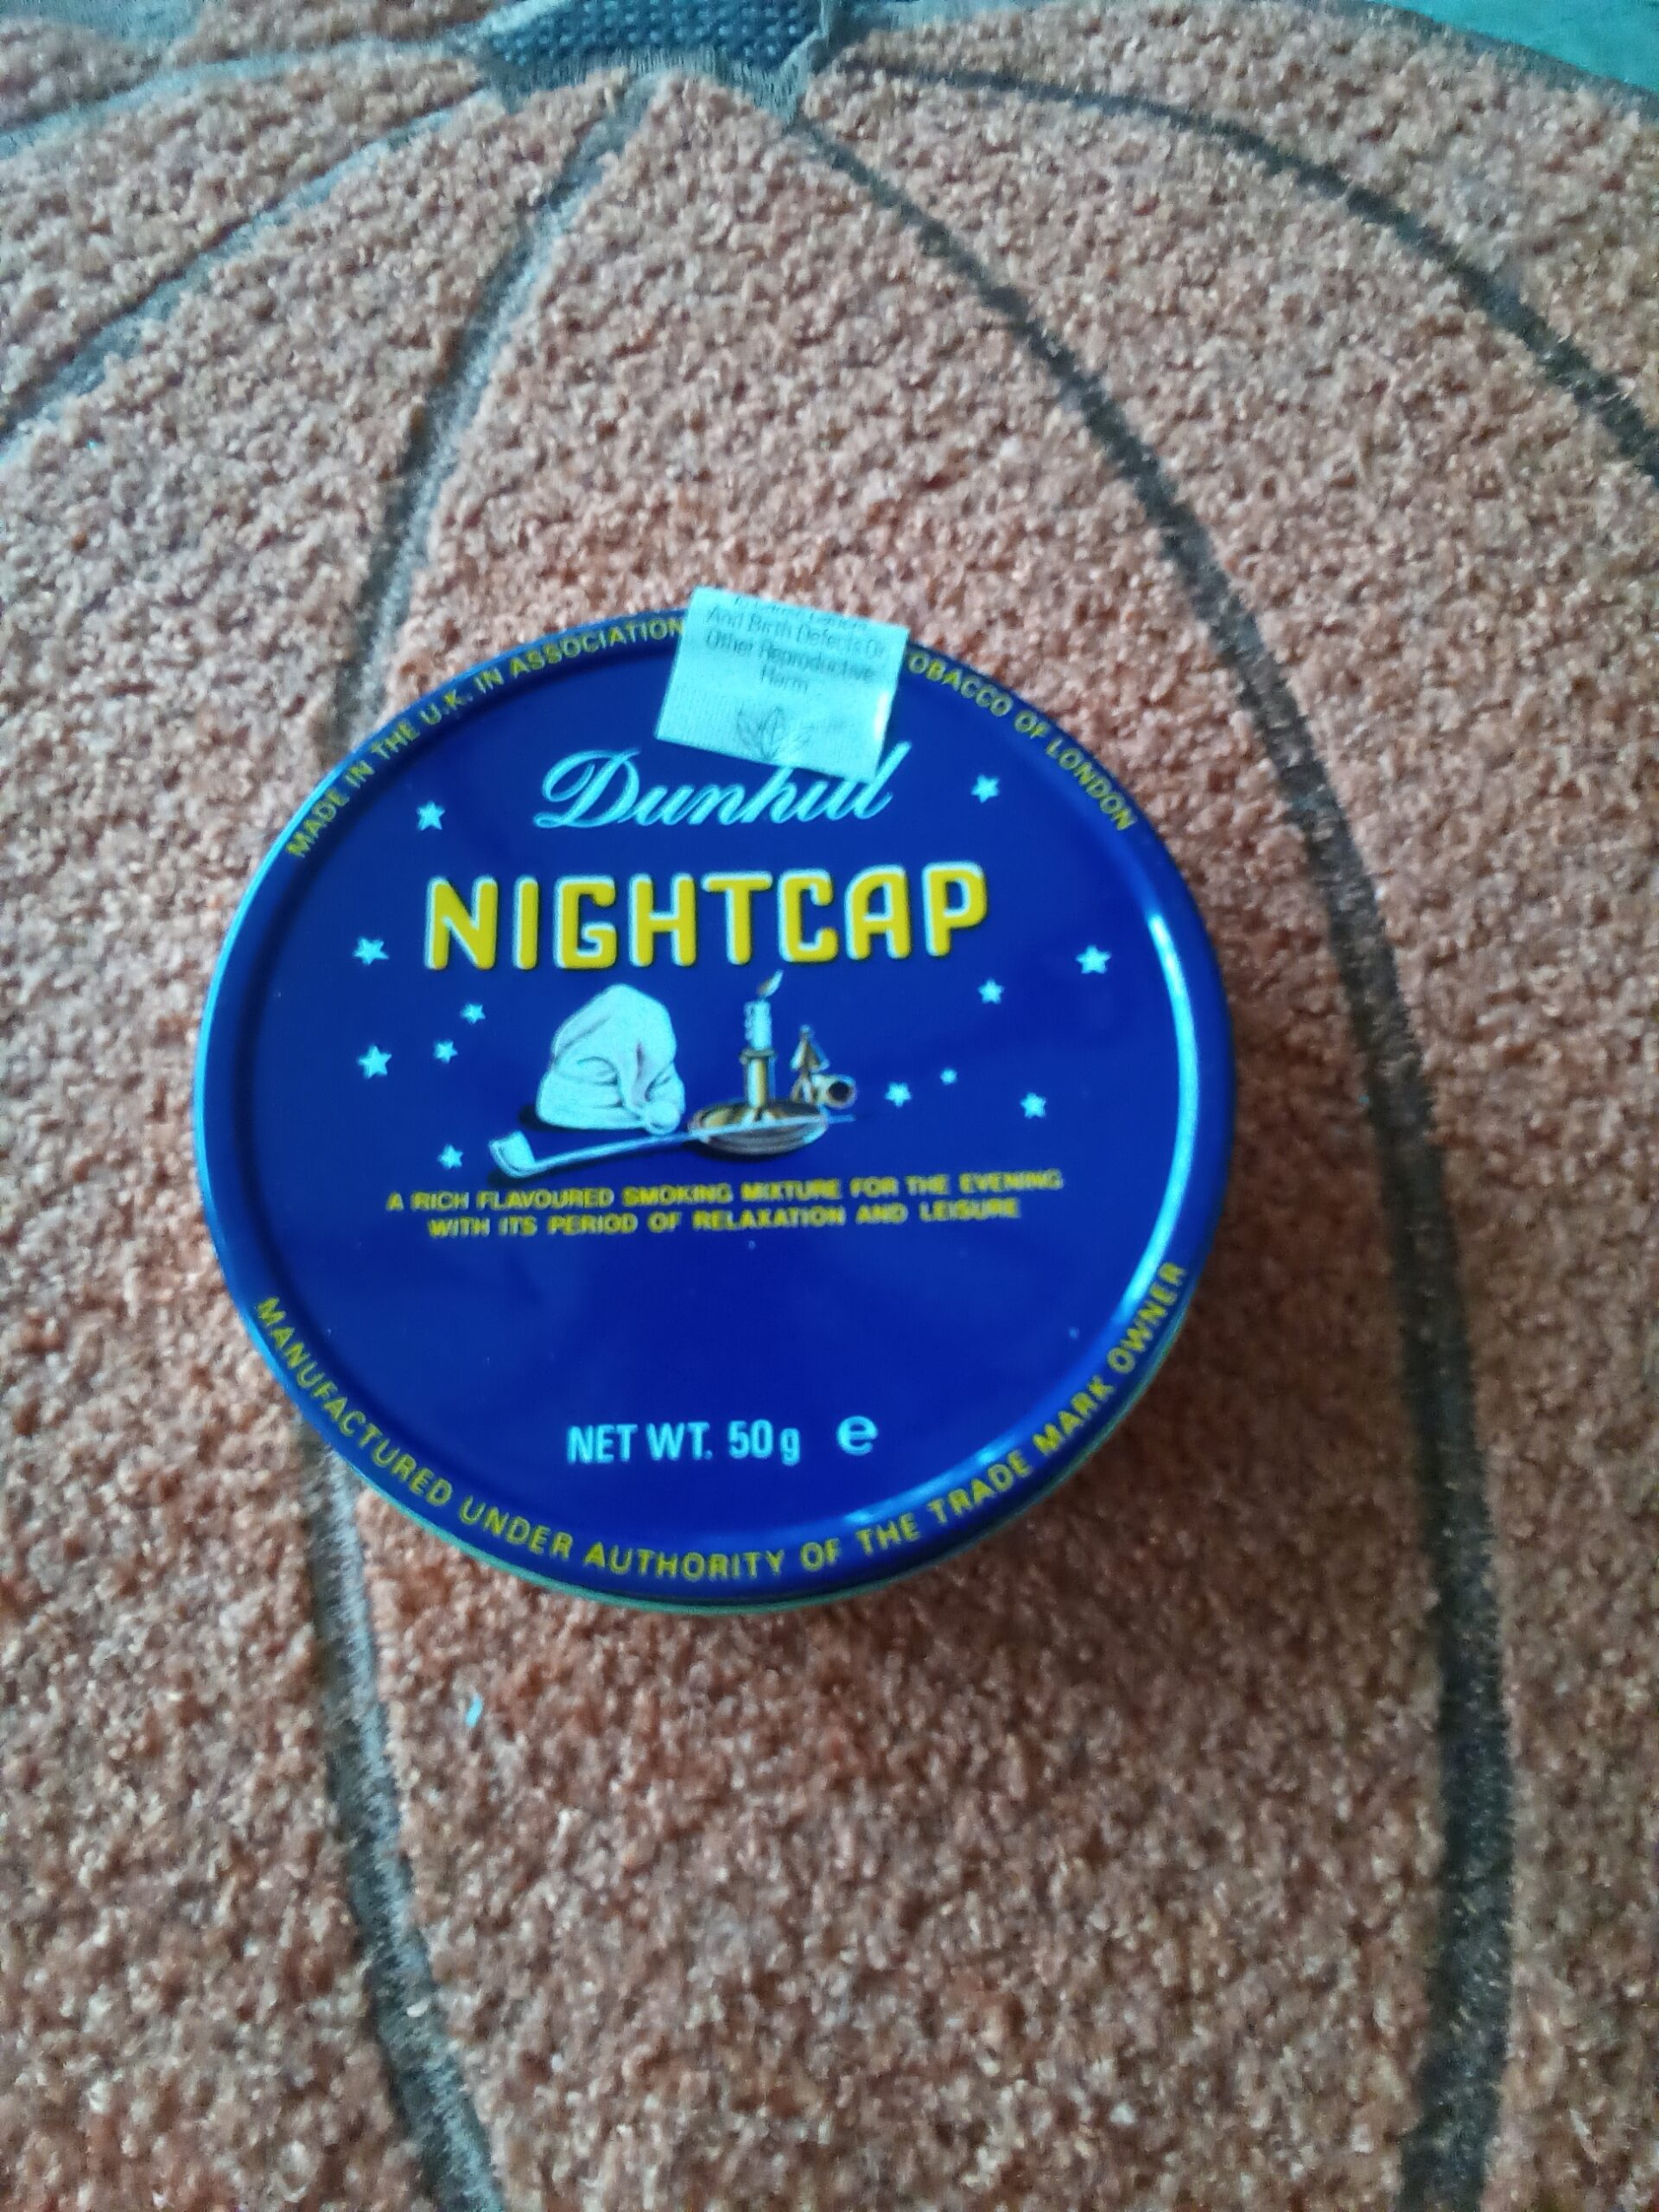 MADE IN THE U.K. IN ASSOCIATION
TOBACCO OF LONDON
And Birth Defects Or
Other Reproductive
Harm
Dunhill
NIGHTCAP
A RICH FLAVOURED SMOKING MIXTURE FOR THE EVENING
WITH ITS PERIOD OF RELAXATION AND LEISURE
NET WT. 50g e
MANUFACTURED UNDER AUTHORITY OF THE TRADE MARK OWNER